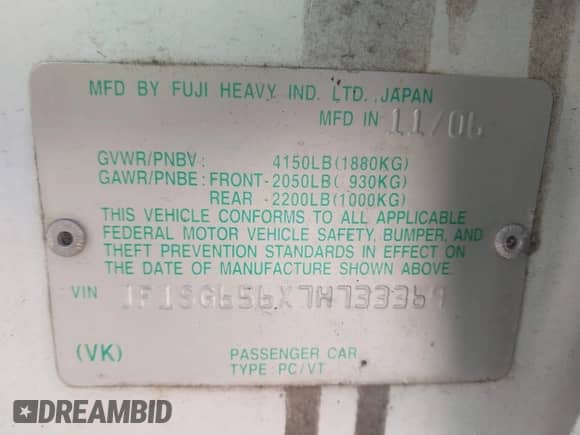 MFD BY FUJI HEAVY IND. LTD. JAPAN
MFD IN 11/06
GVWR/PNBV: 4150LB(1880KG)
GAWR/PNBE: FRONT-2050LB( 930KG)
REAR -2200LB(1000KG)
THIS VEHICLE CONFORMS TO ALL APPLICABLE
FEDERAL MOTOR VEHICLE SAFETY, BUMPER, AND
THEFT PREVENTION STANDARDS IN EFFECT ON
THE DATE OF MANUFACTURE SHOWN ABOVE.
VIN JF1SG656X7H733369
(VK) PASSENGER CAR
TYPE: PC/VT
DREAMBID